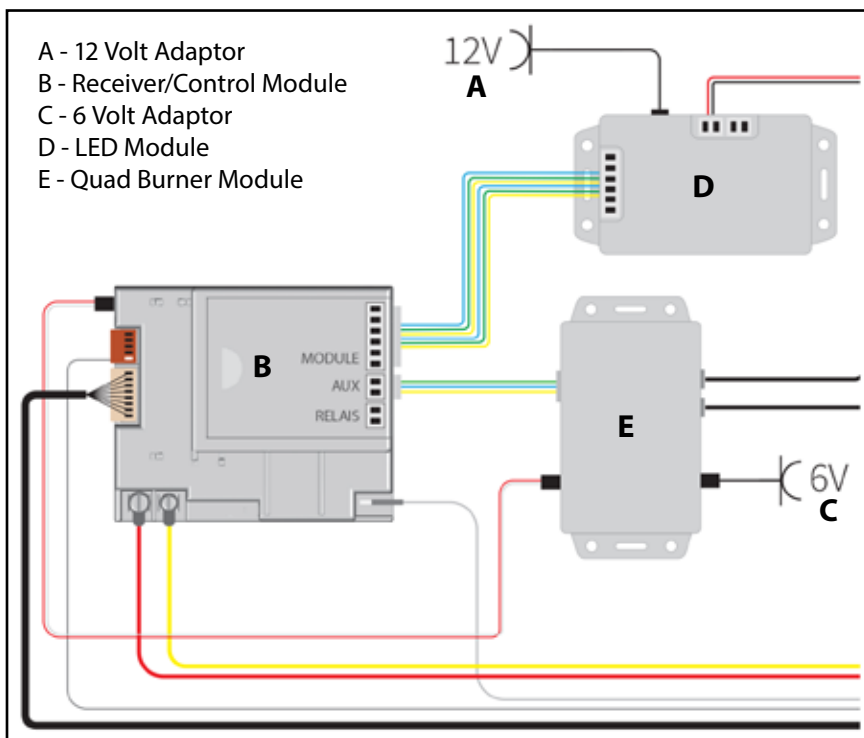 A - 12 Volt Adaptor
B - Receiver/Control Module
C - 6 Volt Adaptor
D - LED Module
E - Quad Burner Module
12V
A
D
B
MODULE
AUX
RELAIS
E
6V
C